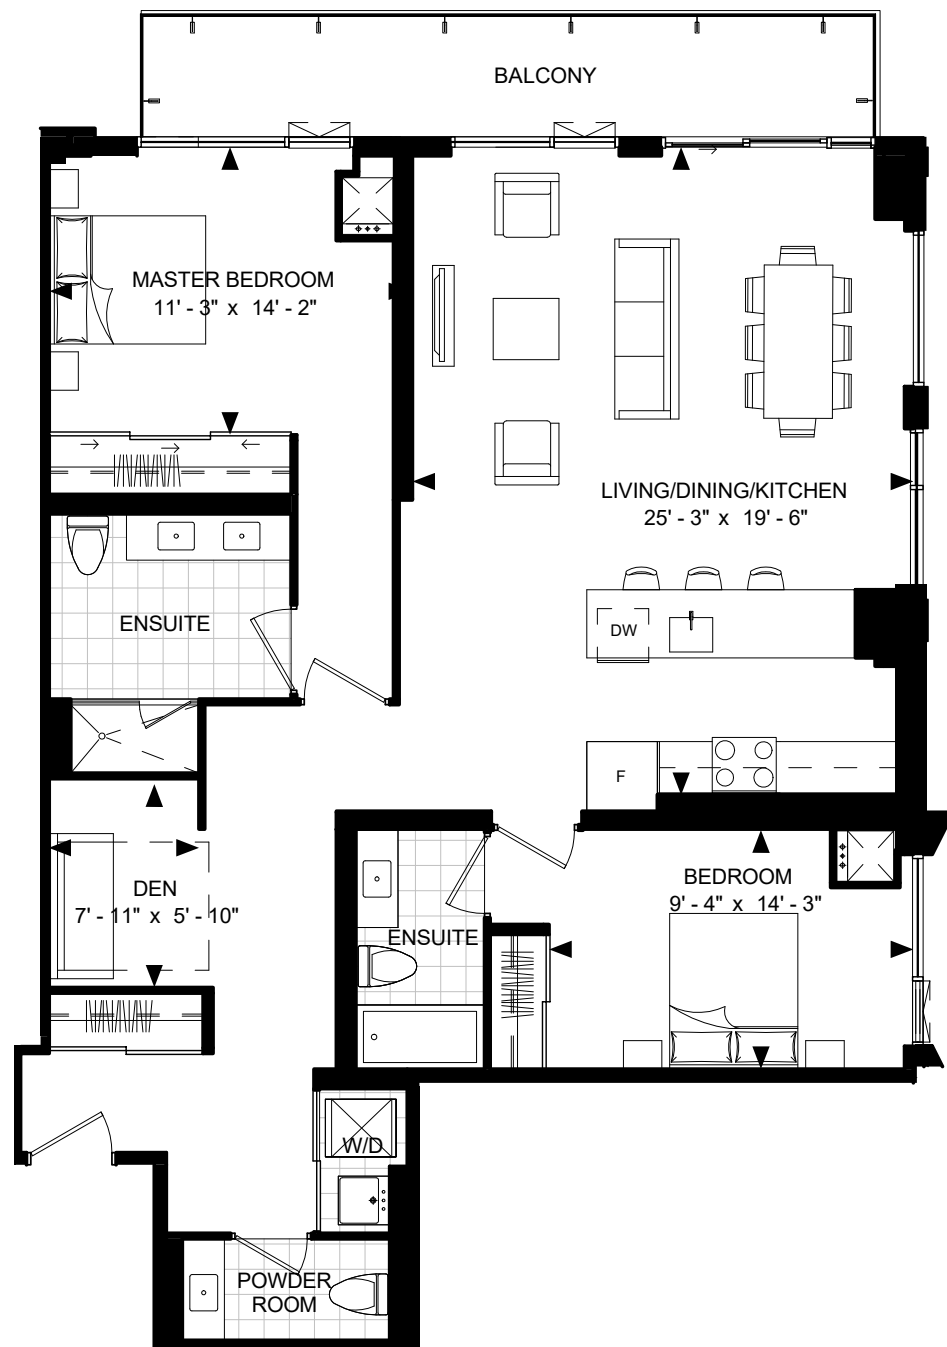 BALCONY
MASTER BEDROOM
11' - 3" x 14' - 2"
LIVING/DINING/KITCHEN
25' - 3" x 19' - 6"
ENSUITE
DW
F
DEN
7' - 11" x 5' - 10"
BEDROOM
9' - 4" x 14' - 3"
ENSUITE
W/D
POWDER
ROOM